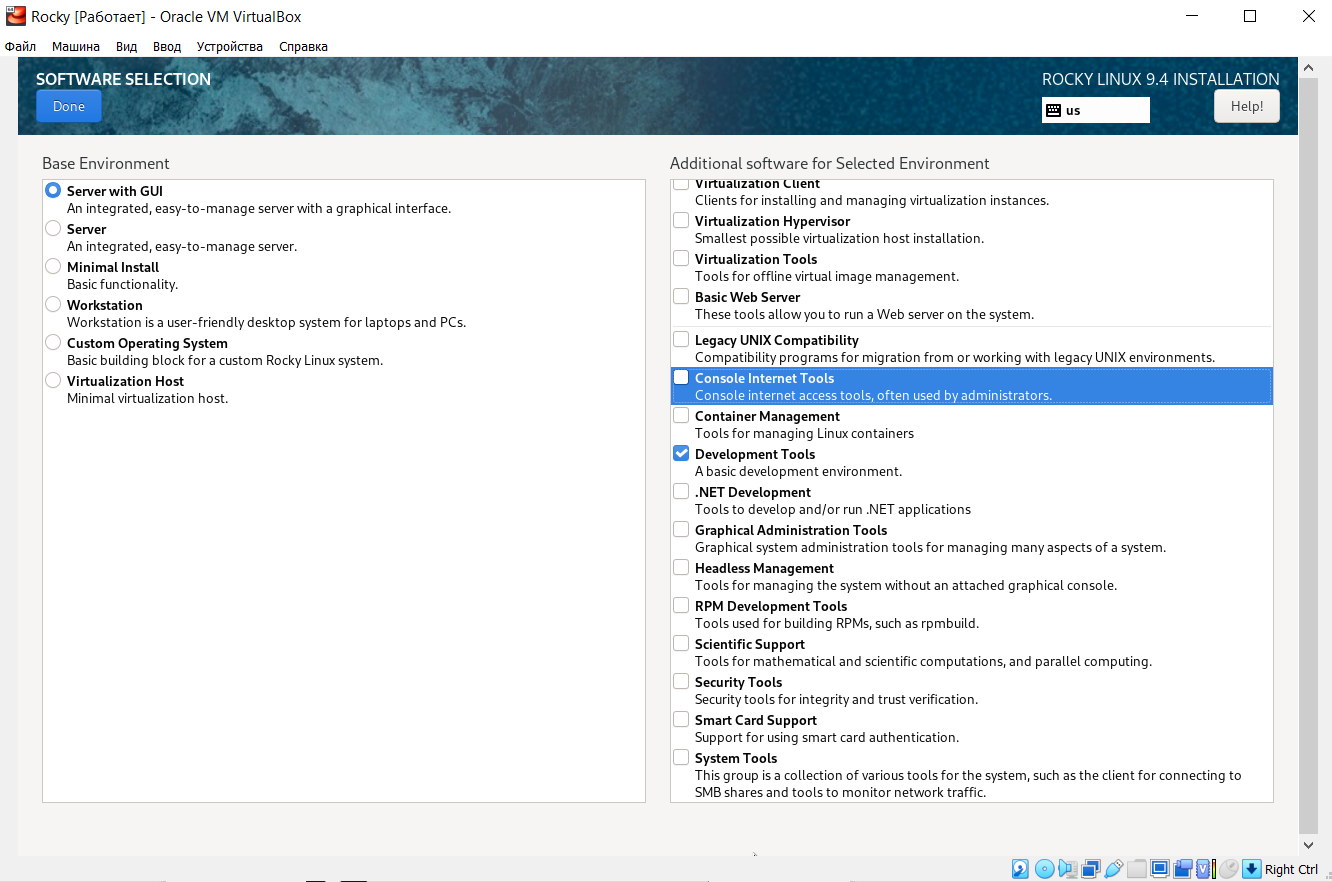 Rocky [Работает] - Oracle VM VirtualBox
Файл Машина Вид Ввод Устройства Справка
SOFTWARE SELECTION
Done
ROCKY LINUX 9.4 INSTALLATION
us
Help!
Base Environment
Server with GUI
An integrated, easy-to-manage server with a graphical interface.
Server
An integrated, easy-to-manage server.
Minimal Install
Basic functionality.
Workstation
Workstation is a user-friendly desktop system for laptops and PCs.
Custom Operating System
Basic building block for a custom Rocky Linux system.
Virtualization Host
Minimal virtualization host.
Additional software for Selected Environment
Virtualization Client
Clients for installing and managing virtualization instances.
Virtualization Hypervisor
Smallest possible virtualization host installation.
Virtualization Tools
Tools for offline virtual image management.
Basic Web Server
These tools allow you to run a Web server on the system.
Legacy UNIX Compatibility
Compatibility programs for migration from or working with legacy UNIX environments.
Console Internet Tools
Console internet access tools, often used by administrators.
Container Management
Tools for managing Linux containers
Development Tools
A basic development environment.
.NET Development
Tools to develop and/or run .NET applications
Graphical Administration Tools
Graphical system administration tools for managing many aspects of a system.
Headless Management
Tools for managing the system without an attached graphical console.
RPM Development Tools
Tools used for building RPMs, such as rpmbuild.
Scientific Support
Tools for mathematical and scientific computations, and parallel computing.
Security Tools
Security tools for integrity and trust verification.
Smart Card Support
Support for using smart card authentication.
System Tools
This group is a collection of various tools for the system, such as the client for connecting to
SMB shares and tools to monitor network traffic.
Right Ctrl